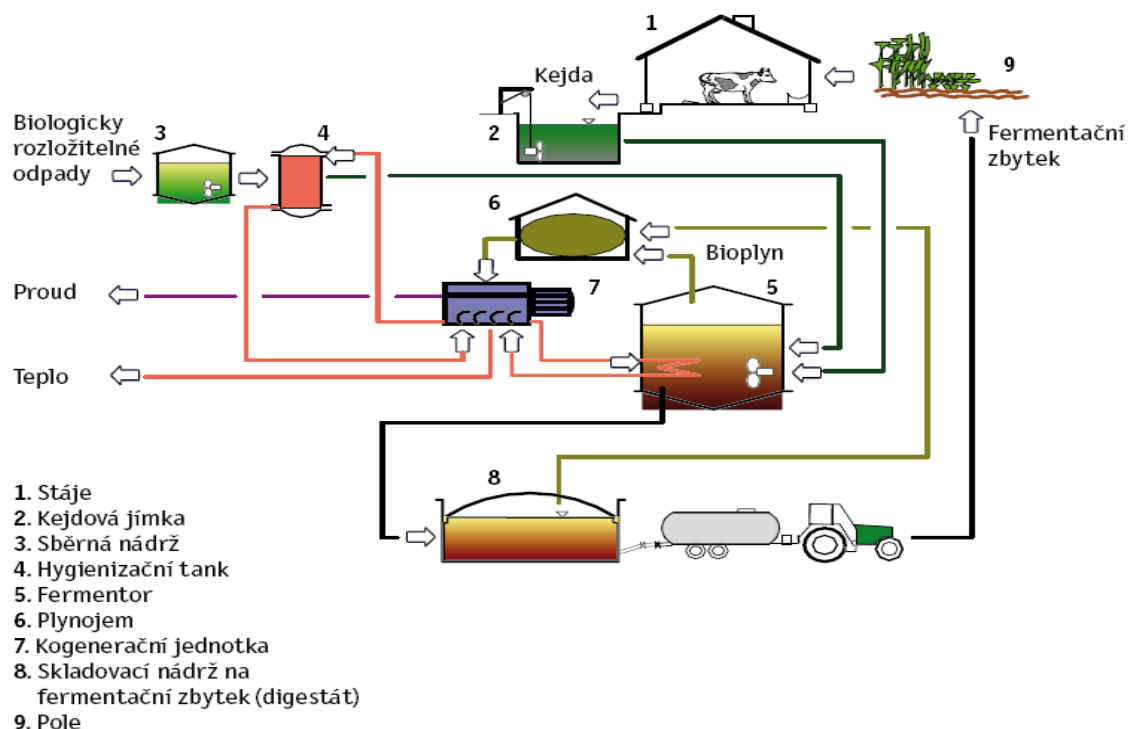 1
Kejda
9
Biologicky
rozložitelné
odpady
3
4
2
Fermentační
zbytek
6
Bioplyn
Proud
7
5
Teplo
8
1. Stáje
2. Kejdová jímka
3. Sběrná nádrž
4. Hygienizační tank
5. Fermentor
6. Plynojem
7. Kogenerační jednotka
8. Skladovací nádrž na
fermentační zbytek (digestát)
9. Pole